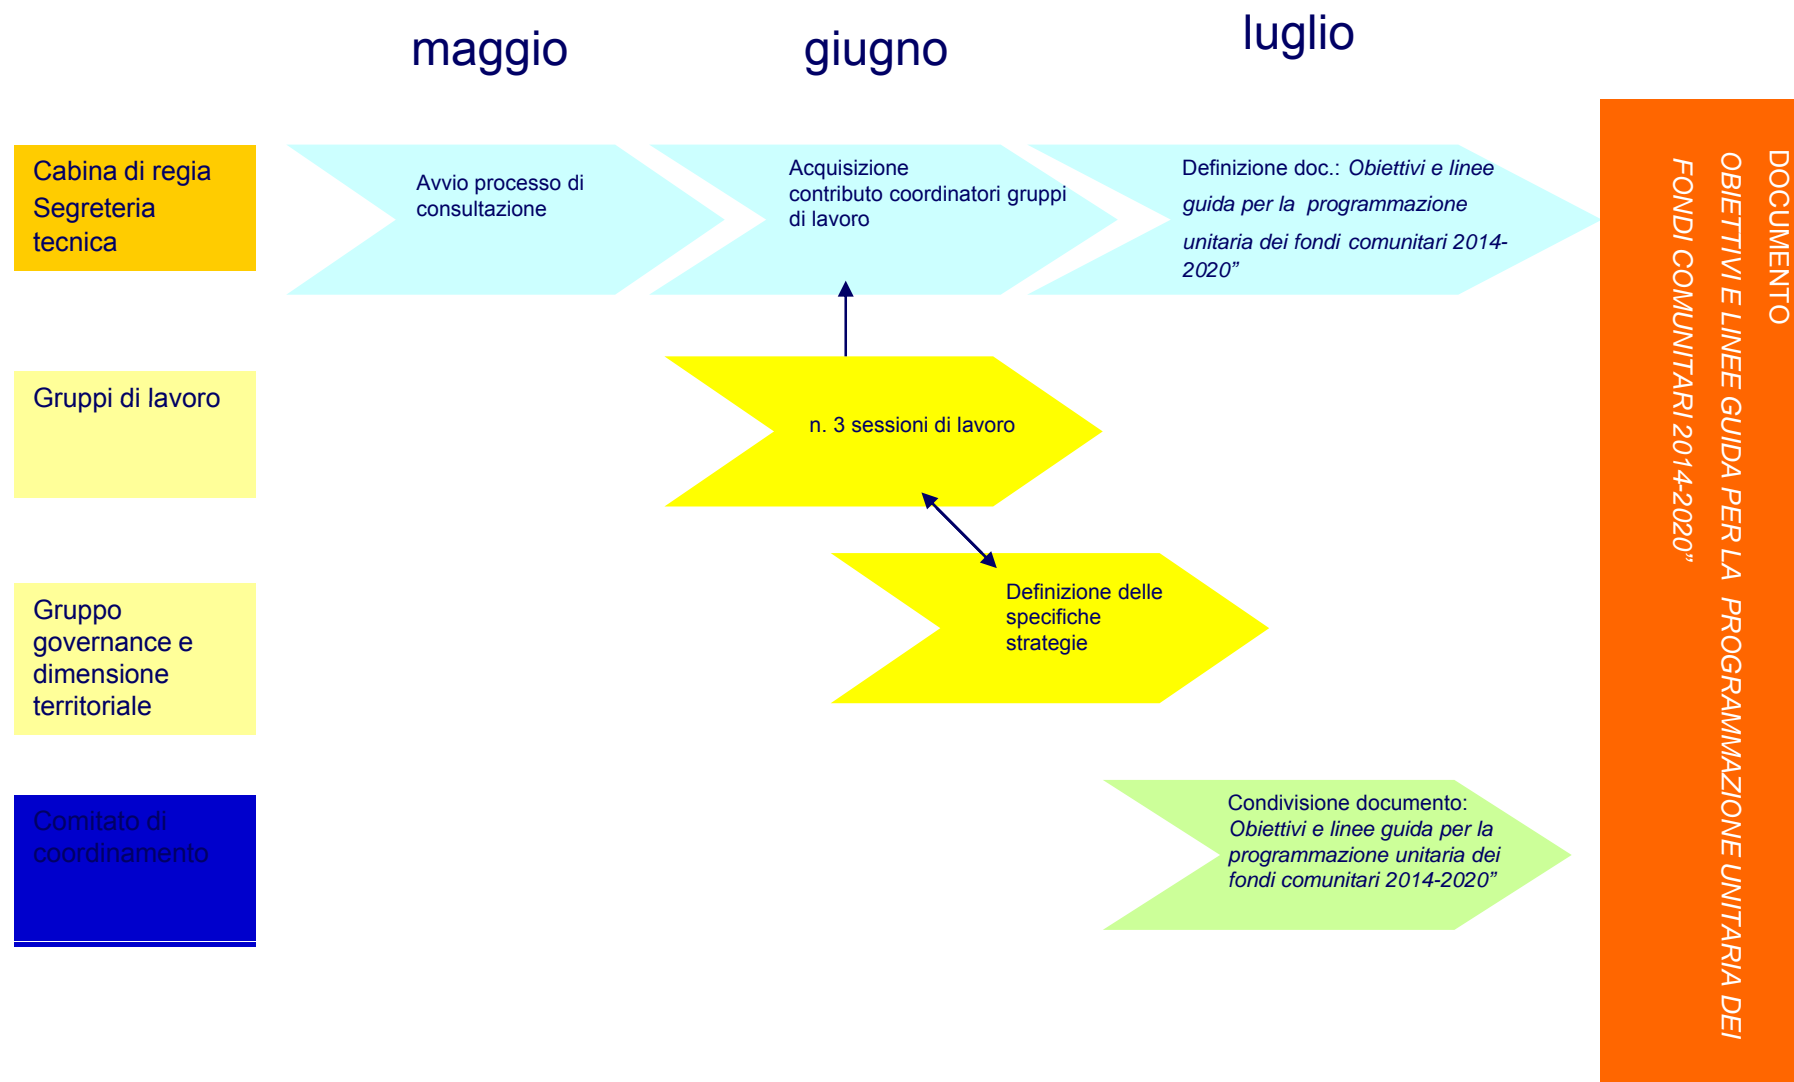 maggio
giugno
luglio
Cabina di regia
Segreteria
tecnica
Avvio processo di
consultazione
Acquisizione
contributo coordinatori gruppi
di lavoro
Definizione doc.: Obiettivi e linee
guida per la programmazione
unitaria dei fondi comunitari 2014-
2020”
Gruppi di lavoro
n. 3 sessioni di lavoro
Gruppo
governance e
dimensione
territoriale
Definizione delle
specifiche
strategie
Comitato di
coordinamento
Condivisione documento:
Obiettivi e linee guida per la
programmazione unitaria dei
fondi comunitari 2014-2020”
DOCUMENTO
OBIETTIVI E LINEE GUIDA PER LA PROGRAMMAZIONE UNITARIA DEI
FONDI COMUNITARI 2014-2020”